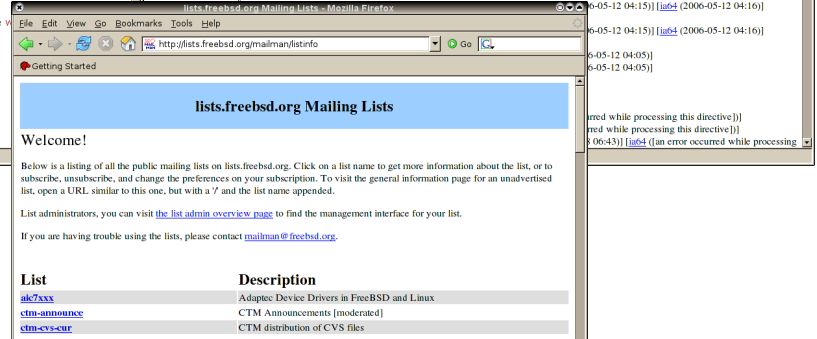 lists.freebsd.org Mailing Lists - Mozilla Firefox
File Edit View Go Bookmarks Tools Help
http://lists.freebsd.org/mailman/listinfo Go G
Getting Started
lists.freebsd.org Mailing Lists
Welcome!
Below is a listing of all the public mailing lists on lists.freebsd.org. Click on a list name to get more information about the list, or to
subscribe, unsubscribe, and change the preferences on your subscription. To visit the general information page for an unadvertised
list, open a URL similar to this one, but with a '/' and the list name appended.
List administrators, you can visit the list admin overview page to find the management interface for your list.
If you are having trouble using the lists, please contact mailman@freebsd.org.
List Description
aic7xxx Adaptec Device Drivers in FreeBSD and Linux
ctm-announce CTM Announcements [moderated]
ctm-cvs-cur CTM distribution of CVS files
6-05-12 04:15)] [ia64 (2006-05-12 04:16)]
6-05-12 04:15)] [ia64 (2006-05-12 04:16)]
6-05-12 04:05)]
6-05-12 04:05)]
urred while processing this directive])]
rred while processing this directive])]
8 06:43)] [ia64 ([an error occurred while processing